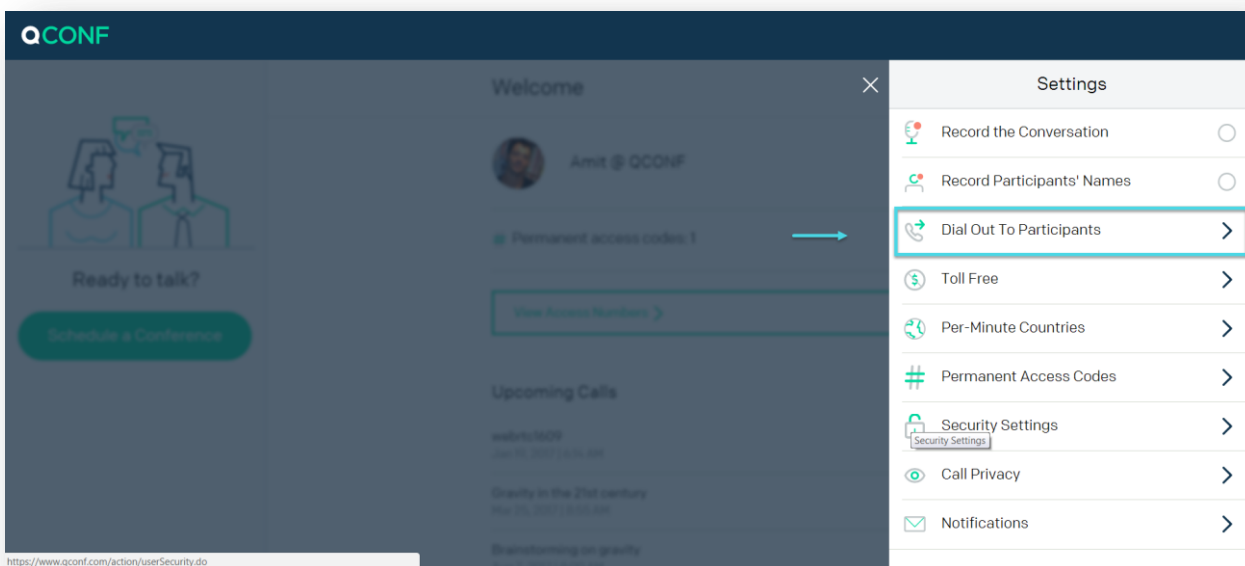 QCONF
Welcome
Settings
Record the Conversation
Amit @ QCONF
Record Participants' Names
Permanent access codes: 1
Dial Out To Participants
Ready to talk?
Toll Free
View Access Numbers
Schedule a Conference
Per-Minute Countries
Permanent Access Codes
Upcoming Calls
Security Settings
Security Settings
webrtc1609
Call Privacy
Gravity in the 21st century
Notifications
Brainstorming on gravity
https://www.qconf.com/action/userSecurity.do